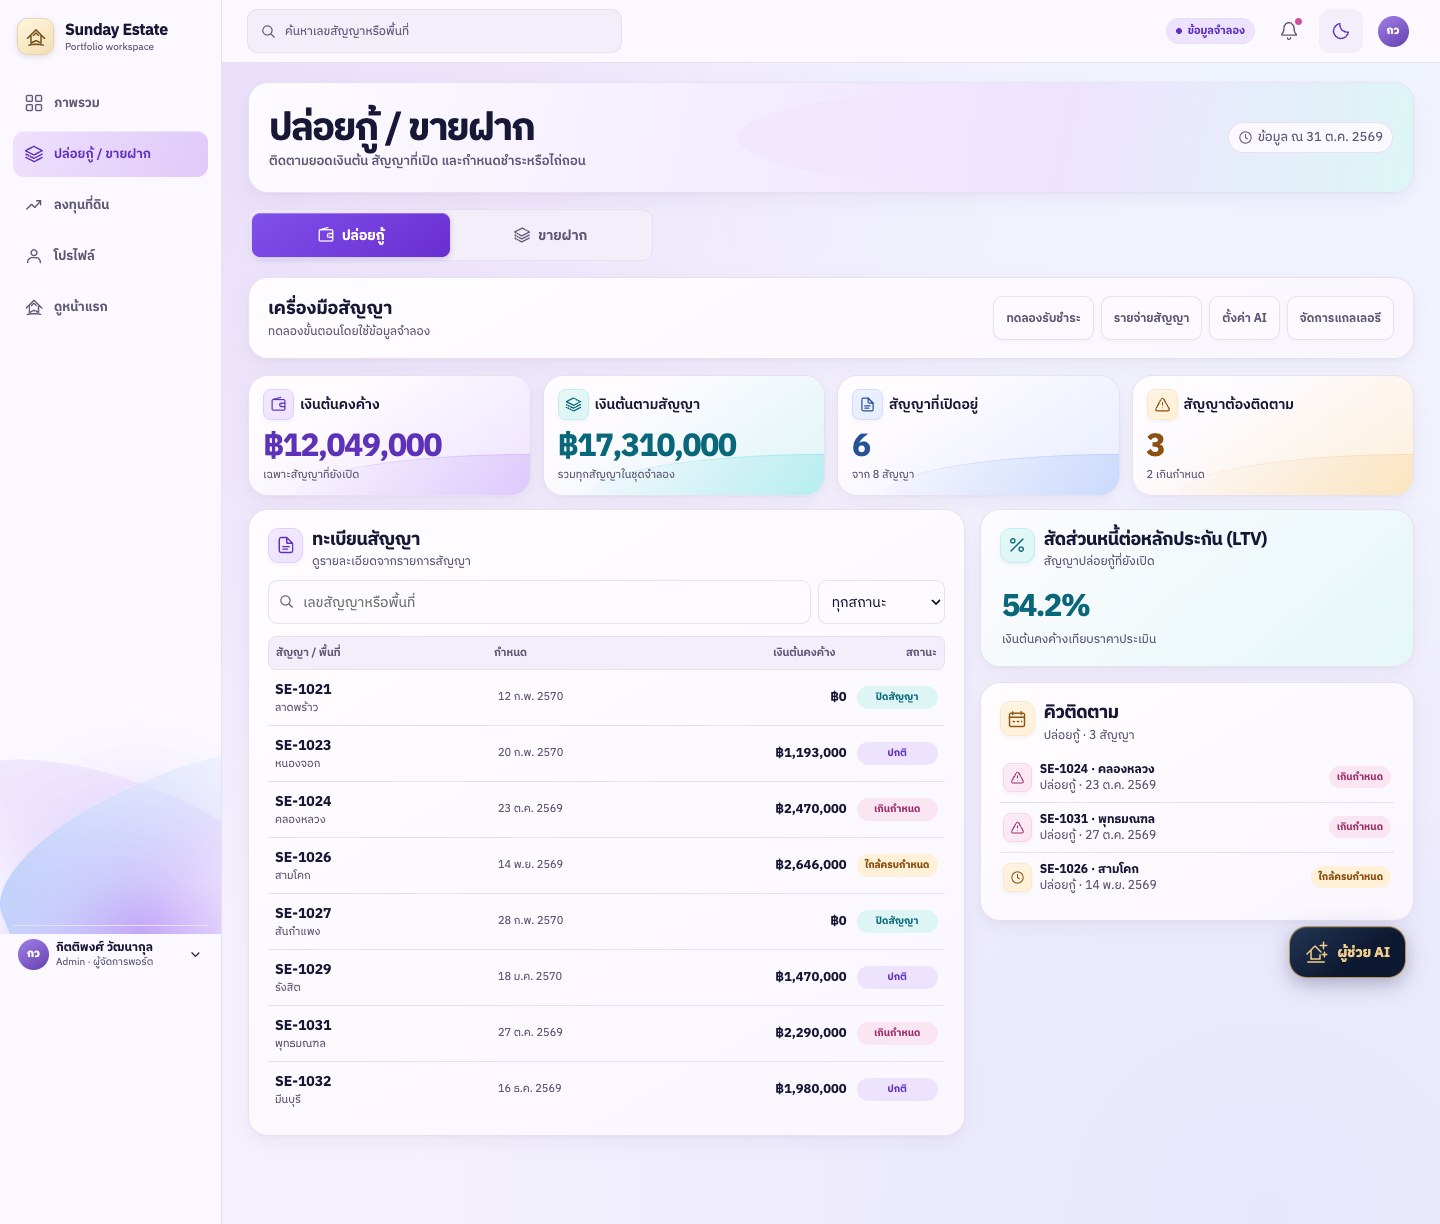 Sunday Estate
Portfolio workspace
ภาพรวม
ปล่อยกู้ / ขายฝาก
ลงทุนที่ดิน
โปรไฟล์
ดูหน้าแรก
กว
กิตติพงศ์ วัฒนากุล
Admin · ผู้จัดการพอร์ต
ค้นหาเลขสัญญาหรือพื้นที่
ข้อมูลจำลอง
กว
ปล่อยกู้ / ขายฝาก
ติดตามยอดเงินต้น สัญญาที่เปิด และกำหนดชำระหรือไถ่ถอน
ข้อมูล ณ 31 ต.ค. 2569
ปล่อยกู้
ขายฝาก
เครื่องมือสัญญา
ทดลองขั้นตอนโดยใช้ข้อมูลจำลอง
ทดลองรับชำระ
รายจ่ายสัญญา
ตั้งค่า AI
จัดการแกลเลอรี
เงินต้นคงค้าง
฿12,049,000
เฉพาะสัญญาที่ยังเปิด
เงินต้นตามสัญญา
฿17,310,000
รวมทุกสัญญาในชุดจำลอง
สัญญาที่เปิดอยู่
6
จาก 8 สัญญา
สัญญาต้องติดตาม
3
2 เกินกำหนด
ทะเบียนสัญญา
ดูรายละเอียดจากรายการสัญญา
เลขสัญญาหรือพื้นที่
ทุกสถานะ
สัญญา / พื้นที่ กำหนด เงินต้นคงค้าง สถานะ
SE-1021
ลาดพร้าว
12 ก.พ. 2570 ฿0 ปิดสัญญา
SE-1023
หนองจอก
20 ก.พ. 2570 ฿1,193,000 ปกติ
SE-1024
คลองหลวง
23 ต.ค. 2569 ฿2,470,000 เกินกำหนด
SE-1026
สามโคก
14 พ.ย. 2569 ฿2,646,000 ใกล้ครบกำหนด
SE-1027
สันกำแพง
28 ก.พ. 2570 ฿0 ปิดสัญญา
SE-1029
รังสิต
18 ม.ค. 2570 ฿1,470,000 ปกติ
SE-1031
พุทธมณฑล
27 ต.ค. 2569 ฿2,290,000 เกินกำหนด
SE-1032
มีนบุรี
16 ธ.ค. 2569 ฿1,980,000 ปกติ
สัดส่วนหนี้ต่อหลักประกัน (LTV)
สัญญาปล่อยกู้ที่ยังเปิด
54.2%
เงินต้นคงค้างเทียบราคาประเมิน
คิวติดตาม
ปล่อยกู้ · 3 สัญญา
SE-1024 · คลองหลวง
ปล่อยกู้ · 23 ต.ค. 2569
เกินกำหนด
SE-1031 · พุทธมณฑล
ปล่อยกู้ · 27 ต.ค. 2569
เกินกำหนด
SE-1026 · สามโคก
ปล่อยกู้ · 14 พ.ย. 2569
ใกล้ครบกำหนด
ผู้ช่วย AI